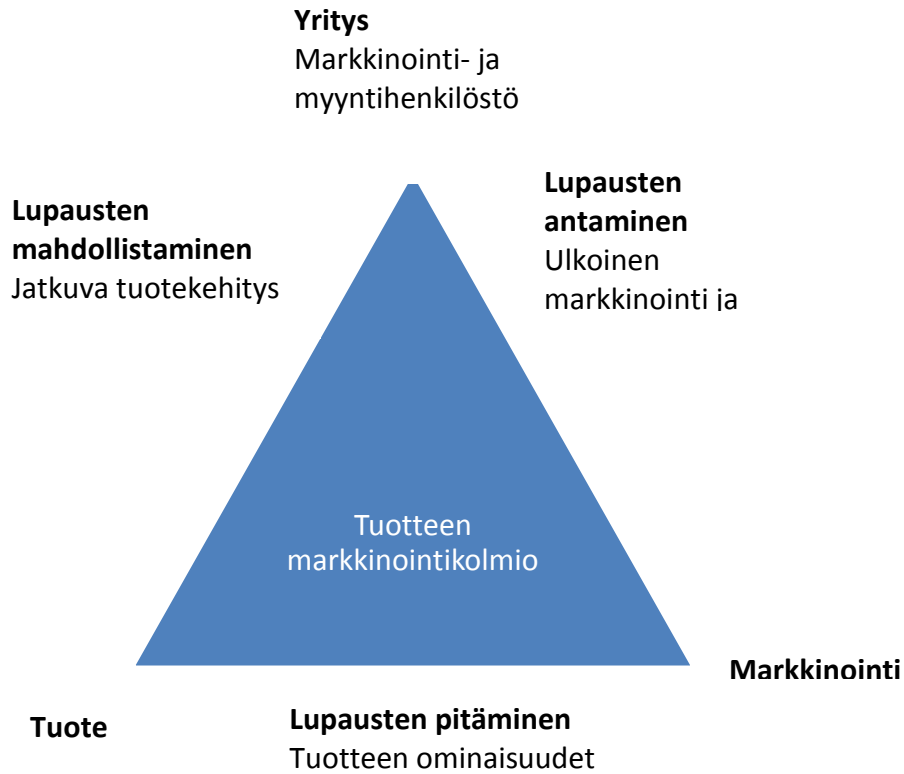 Yritys
Markkinointi- ja
myyntihenkilöstö
Lupausten
mahdollistaminen
Jatkuva tuotekehitys
Lupausten
antaminen
Ulkoinen
markkinointi ja
Tuotteen
markkinointikolmio
Markkinointi
Tuote
Lupausten pitäminen
Tuotteen ominaisuudet